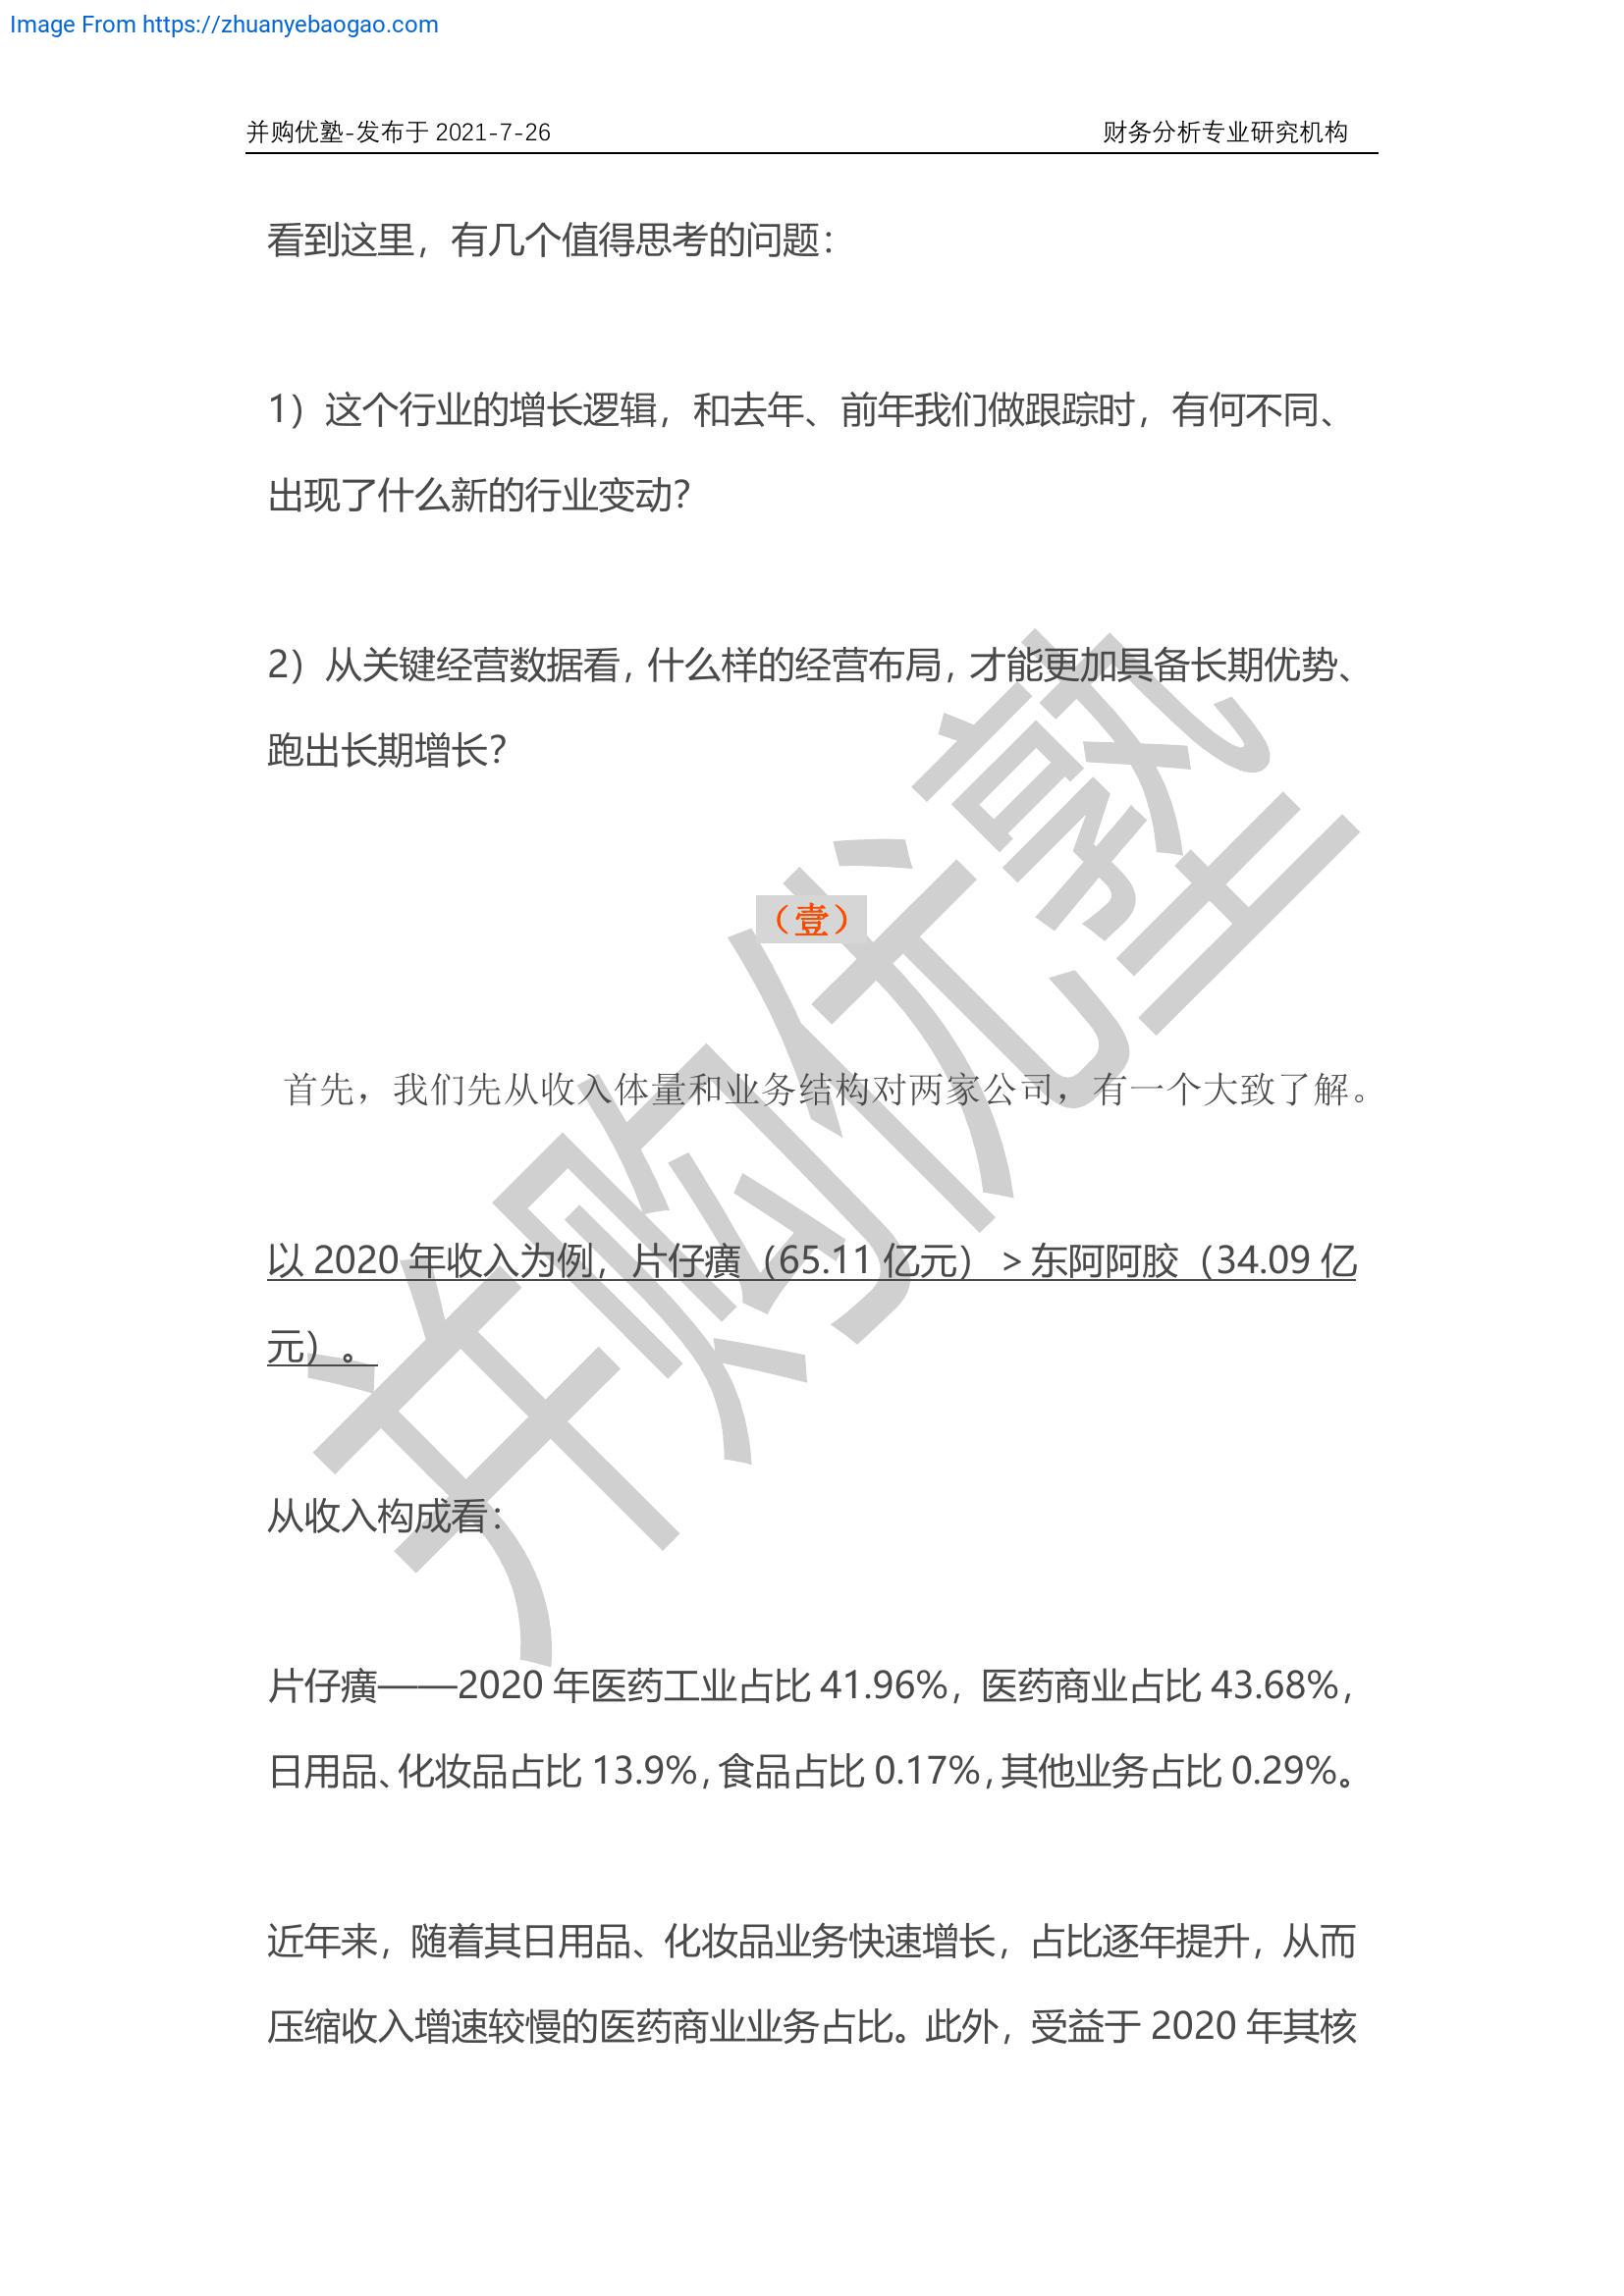 Image From https://zhuanyebaogao.com
并购优塾-发布于 2021-7-26 财务分析专业研究机构
看到这里，有几个值得思考的问题：
1）这个行业的增长逻辑，和去年、前年我们做跟踪时，有何不同、
出现了什么新的行业变动？
2）从关键经营数据看，什么样的经营布局，才能更加具备长期优势、
跑出长期增长？
（壹）
首先，我们先从收入体量和业务结构对两家公司，有一个大致了解。
以 2020 年收入为例，片仔癀（65.11 亿元）＞东阿阿胶（34.09 亿
元）。
从收入构成看：
片仔癀——2020 年医药工业占比 41.96%，医药商业占比 43.68%，
日用品、化妆品占比 13.9%，食品占比 0.17%，其他业务占比 0.29%。
近年来，随着其日用品、化妆品业务快速增长，占比逐年提升，从而
压缩收入增速较慢的医药商业业务占比。此外，受益于 2020 年其核
并购优塾